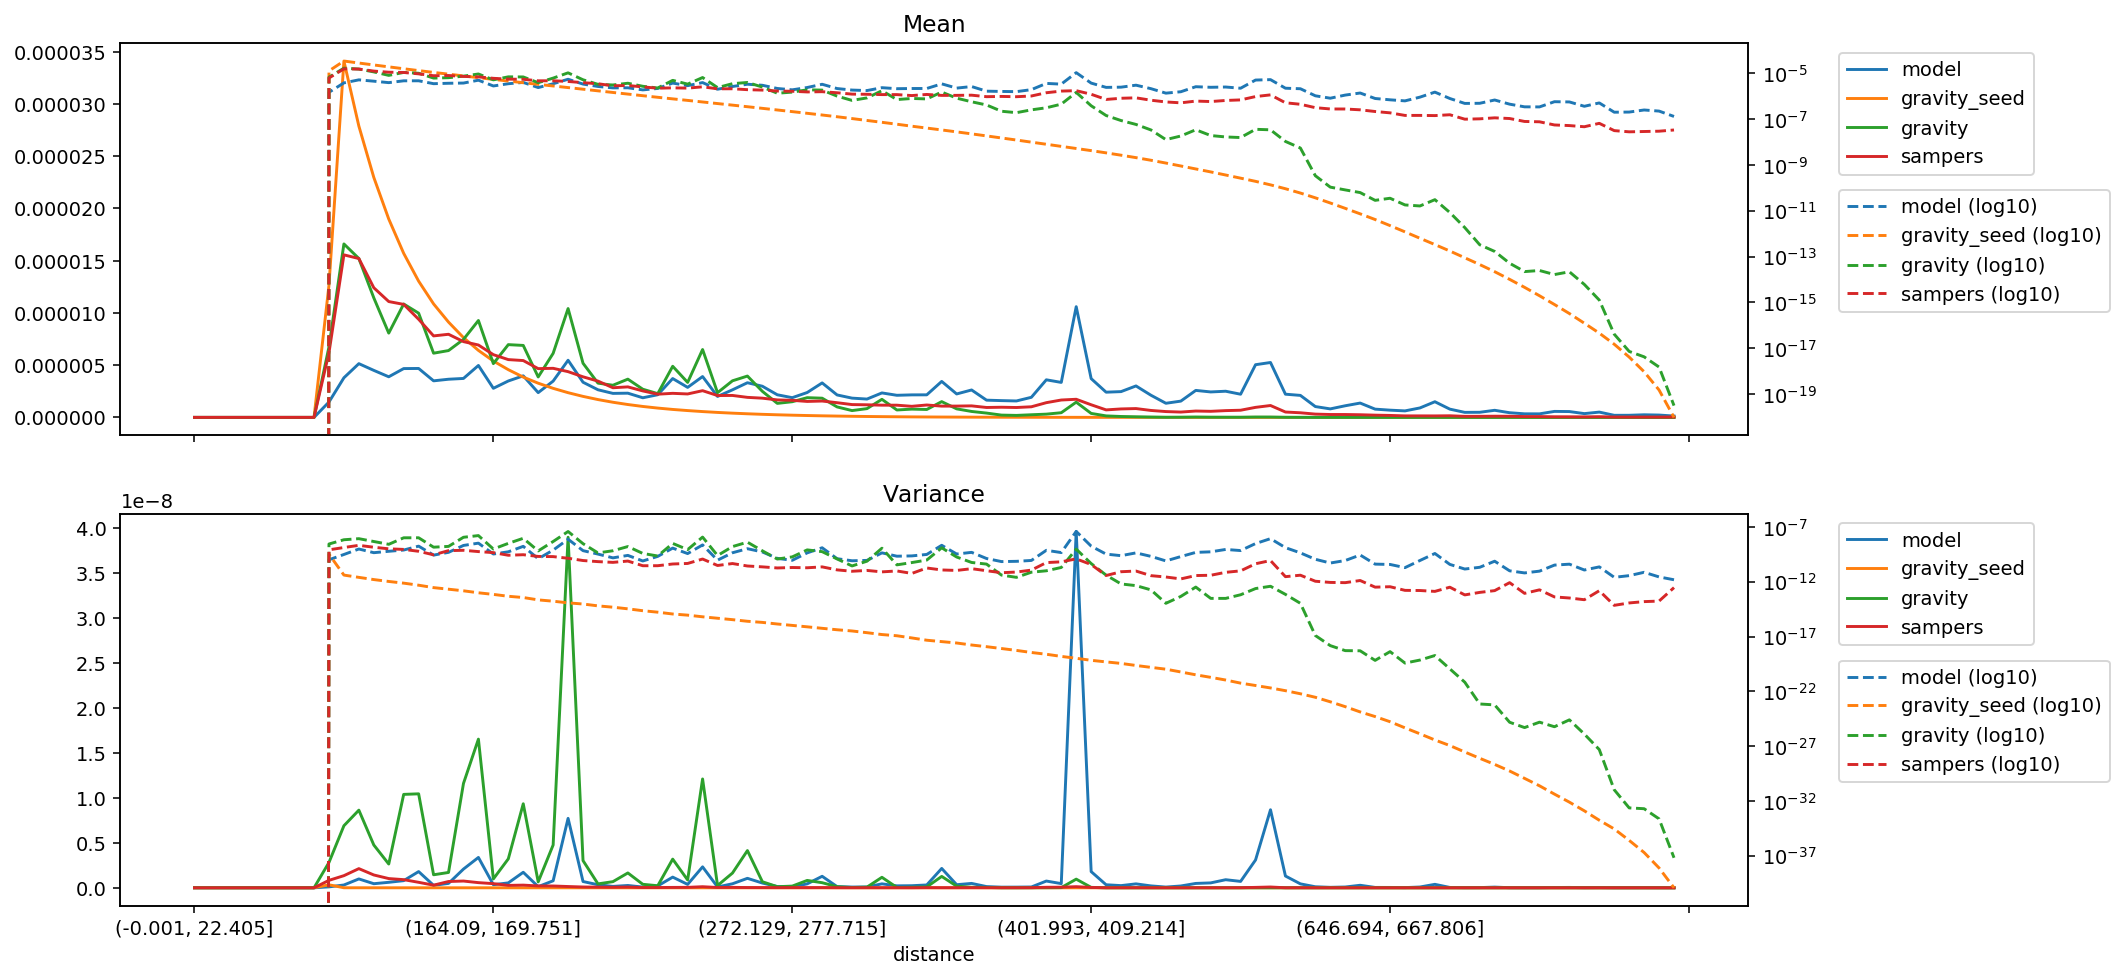 Mean
0.000035
0.000030
0.000025
0.000020
0.000015
0.000010
0.000005
0.000000
10⁻⁵
10⁻⁷
10⁻⁹
10⁻¹¹
10⁻¹³
10⁻¹⁵
10⁻¹⁷
10⁻¹⁹
model
gravity_seed
gravity
sampers
model (log10)
gravity_seed (log10)
gravity (log10)
sampers (log10)
Variance
1e−8
4.0
3.5
3.0
2.5
2.0
1.5
1.0
0.5
0.0
10⁻⁷
10⁻¹²
10⁻¹⁷
10⁻²²
10⁻²⁷
10⁻³²
10⁻³⁷
model
gravity_seed
gravity
sampers
model (log10)
gravity_seed (log10)
gravity (log10)
sampers (log10)
(-0.001, 22.405] (164.09, 169.751] (272.129, 277.715] (401.993, 409.214] (646.694, 667.806]
distance